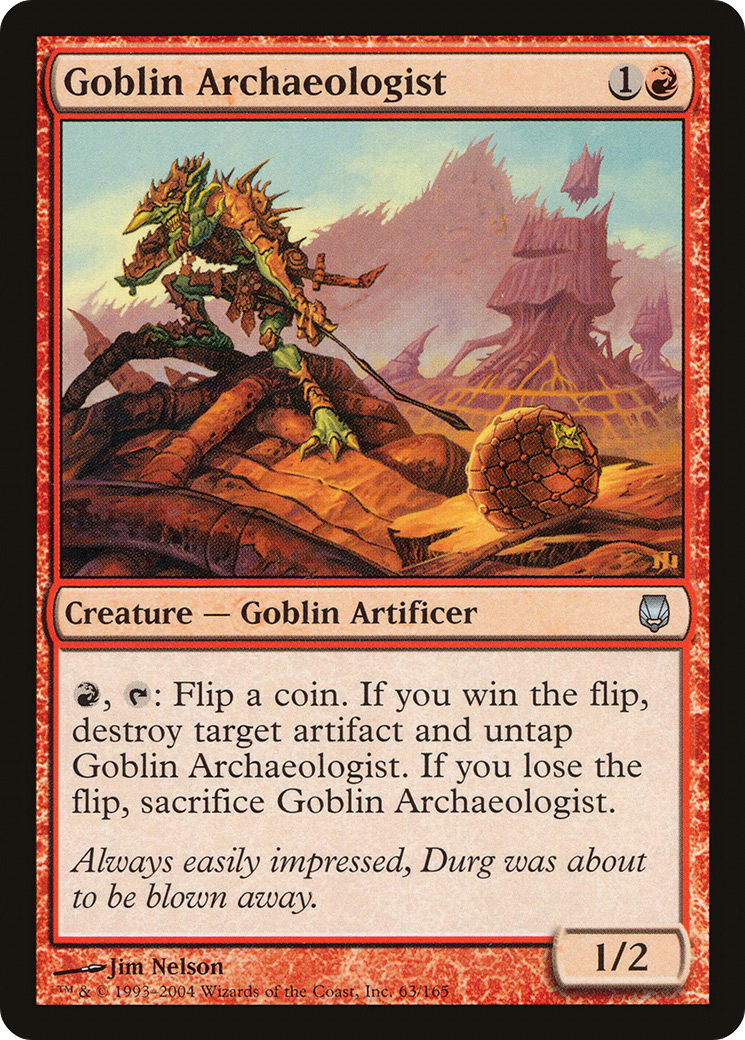 Goblin Archaeologist 1
Creature — Goblin Artificer
, : Flip a coin. If you win the flip,
destroy target artifact and untap
Goblin Archaeologist. If you lose the
flip, sacrifice Goblin Archaeologist.
Always easily impressed, Durg was about
to be blown away.
1/2
Jim Nelson
™ & © 1993–2004 Wizards of the Coast, Inc. 63/165